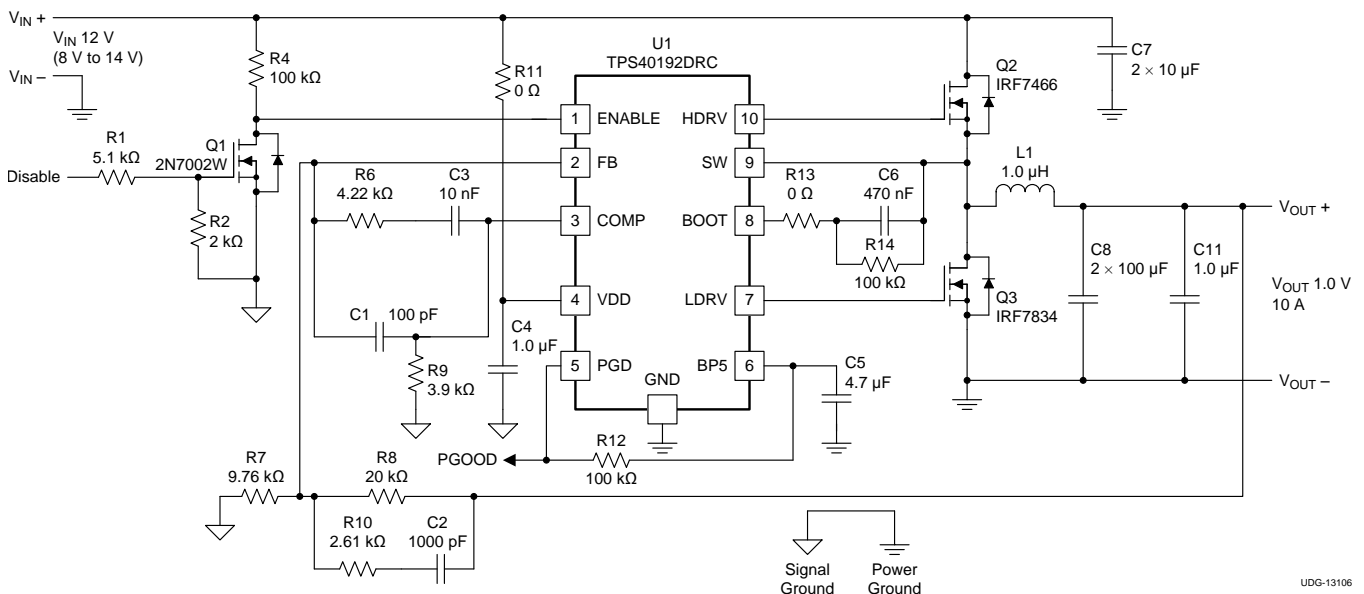 V_IN +
V_IN 12 V
(8 V to 14 V)
V_IN −
R4
100 kΩ
R11
0 Ω
U1
TPS40192DRC
Q2
IRF7466
C7
2 × 10 µF
R1
5.1 kΩ
Q1
2N7002W
Disable
R2
2 kΩ
1 ENABLE
HDRV 10
2 FB
SW 9
3 COMP
BOOT 8
4 VDD
LDRV 7
5 PGD
BP5 6
GND
R6
4.22 kΩ
C3
10 nF
R13
0 Ω
C6
470 nF
R14
100 kΩ
L1
1.0 µH
V_OUT +
C8
2 × 100 µF
C11
1.0 µF
V_OUT 1.0 V
10 A
Q3
IRF7834
V_OUT −
C1
100 pF
C4
1.0 µF
R9
3.9 kΩ
C5
4.7 µF
R12
100 kΩ
PGOOD
R7
9.76 kΩ
R8
20 kΩ
R10
2.61 kΩ
C2
1000 pF
Signal
Ground
Power
Ground
UDG-13106